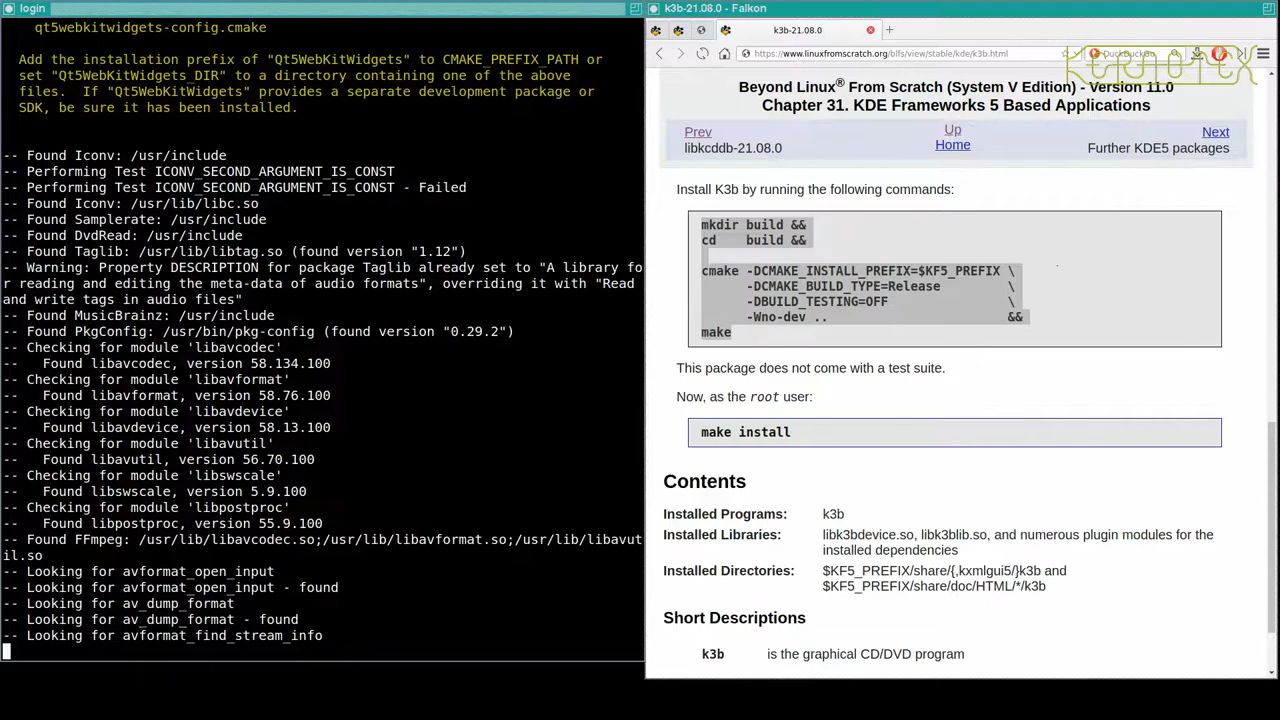 login
qt5webkitwidgets-config.cmake
Add the installation prefix of "Qt5WebKitWidgets" to CMAKE_PREFIX_PATH or
set "Qt5WebKitWidgets_DIR" to a directory containing one of the above
files.  If "Qt5WebKitWidgets" provides a separate development package or
SDK, be sure it has been installed.
-- Found Iconv: /usr/include
-- Performing Test ICONV_SECOND_ARGUMENT_IS_CONST
-- Performing Test ICONV_SECOND_ARGUMENT_IS_CONST - Failed
-- Found Iconv: /usr/lib/libc.so
-- Found Samplerate: /usr/include
-- Found DvdRead: /usr/include
-- Found Taglib: /usr/lib/libtag.so (found version "1.12")
-- Warning: Property DESCRIPTION for package Taglib already set to "A library fo
r reading and editing the meta-data of audio formats", overriding it with "Read
and write tags in audio files"
-- Found MusicBrainz: /usr/include
-- Found PkgConfig: /usr/bin/pkg-config (found version "0.29.2")
-- Checking for module 'libavcodec'
--   Found libavcodec, version 58.134.100
-- Checking for module 'libavformat'
--   Found libavformat, version 58.76.100
-- Checking for module 'libavdevice'
--   Found libavdevice, version 58.13.100
-- Checking for module 'libavutil'
--   Found libavutil, version 56.70.100
-- Checking for module 'libswscale'
--   Found libswscale, version 5.9.100
-- Checking for module 'libpostproc'
--   Found libpostproc, version 55.9.100
-- Found FFmpeg: /usr/lib/libavcodec.so;/usr/lib/libavformat.so;/usr/lib/libavut
il.so
-- Looking for avformat_open_input
-- Looking for avformat_open_input - found
-- Looking for av_dump_format
-- Looking for av_dump_format - found
-- Looking for avformat_find_stream_info
k3b-21.08.0 - Falkon
k3b-21.08.0
https://www.linuxfromscratch.org/blfs/view/stable/kde/k3b.html
DuckDuckGo
KERNOTEX
Beyond Linux® From Scratch (System V Edition) - Version 11.0
Chapter 31. KDE Frameworks 5 Based Applications
Prev Up Next
libkcddb-21.08.0 Home Further KDE5 packages
Install K3b by running the following commands:
mkdir build &&
cd    build &&
cmake -DCMAKE_INSTALL_PREFIX=$KF5_PREFIX \
-DCMAKE_BUILD_TYPE=Release \
-DBUILD_TESTING=OFF \
-Wno-dev .. &&
make
This package does not come with a test suite.
Now, as the root user:
make install
Contents
Installed Programs: k3b
Installed Libraries: libk3bdevice.so, libk3blib.so, and numerous plugin modules for the
installed dependencies
Installed Directories: $KF5_PREFIX/share/{,kxmlgui5/}k3b and
$KF5_PREFIX/share/doc/HTML/*/k3b
Short Descriptions
k3b is the graphical CD/DVD program